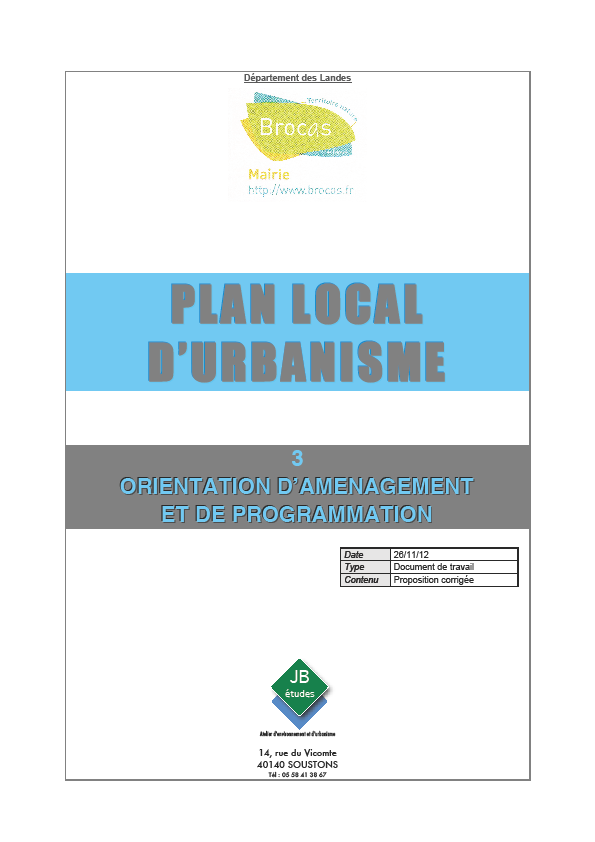 Département des Landes
Brocas
Mairie
http://www.brocas.fr
PLAN LOCAL
D'URBANISME
3
ORIENTATION D'AMENAGEMENT
ET DE PROGRAMMATION
Date 26/11/12
Type Document de travail
Contenu Proposition corrigée
JB
études
Atelier d'environnement et d'urbanisme
14, rue du Vicomte
40140 SOUSTONS
Tél : 05 58 41 38 67